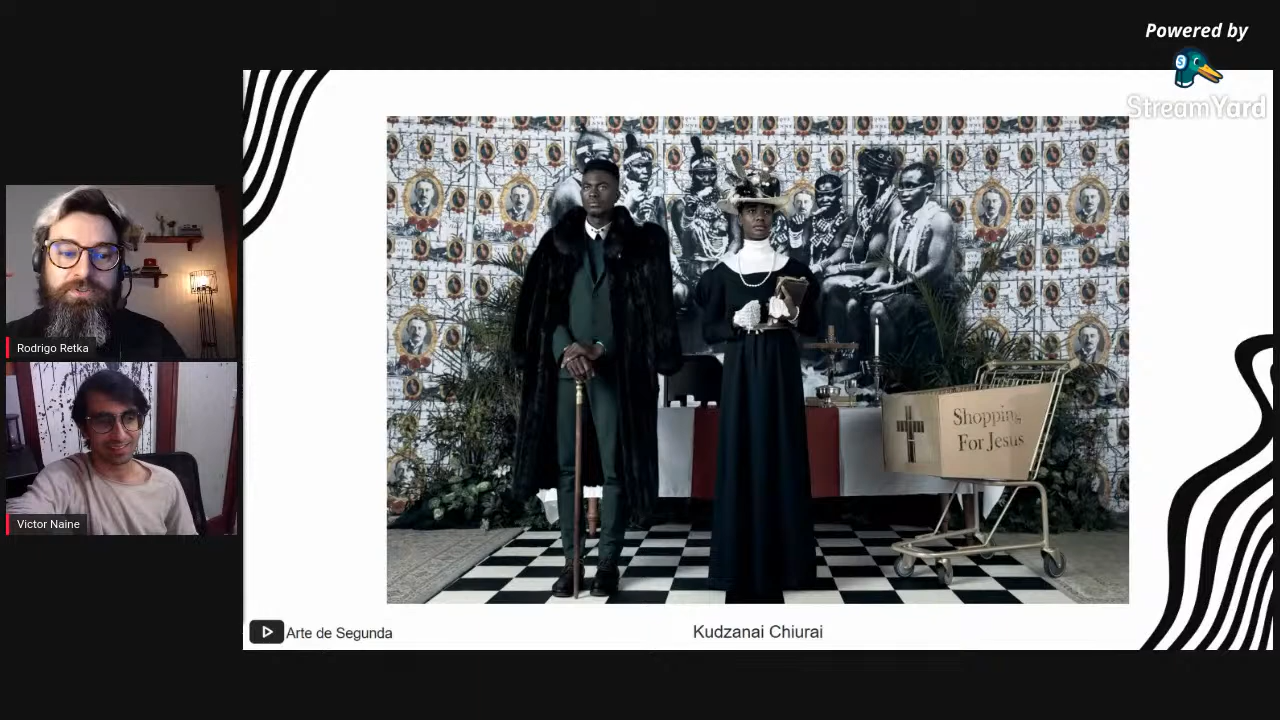 Powered by
StreamYard
Rodrigo Retka
Victor Naine
Shopping
For Jesus
Arte de Segunda
Kudzanai Chiurai